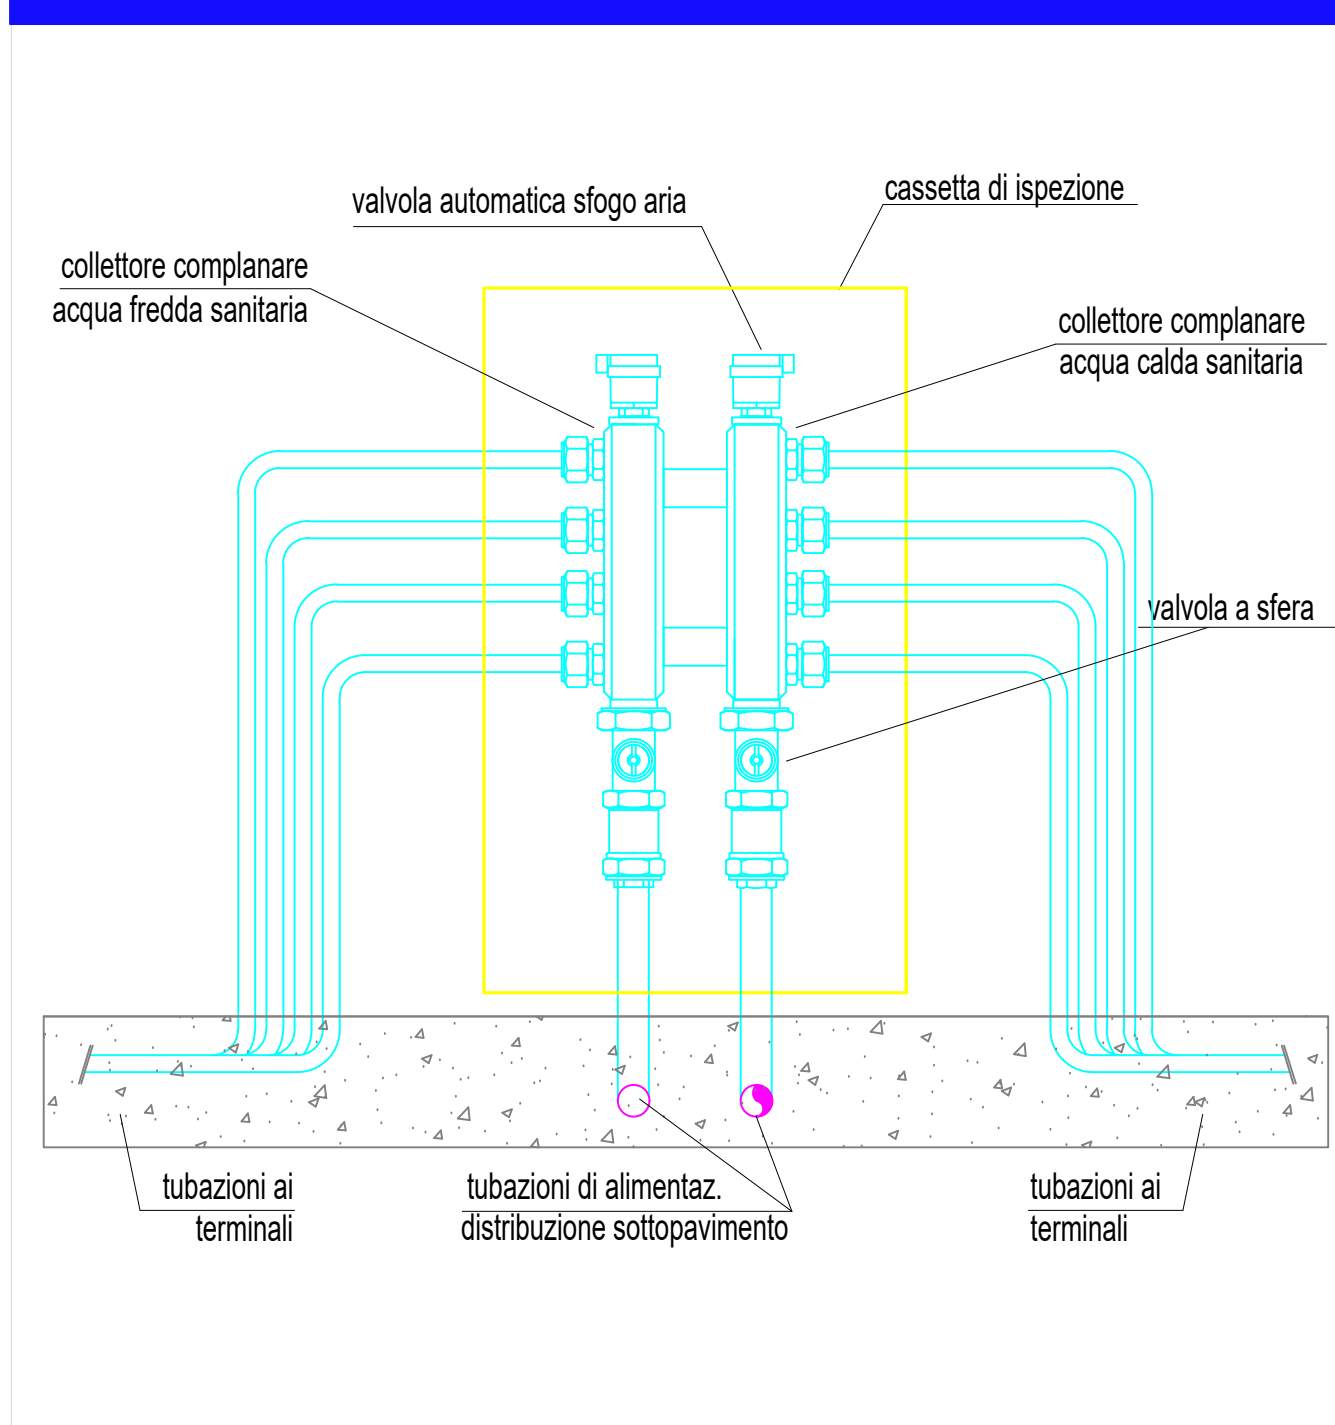 cassetta di ispezione
valvola automatica sfogo aria
collettore complanare
acqua fredda sanitaria
collettore complanare
acqua calda sanitaria
valvola a sfera
tubazioni ai
terminali
tubazioni di alimentaz.
distribuzione sottopavimento
tubazioni ai
terminali